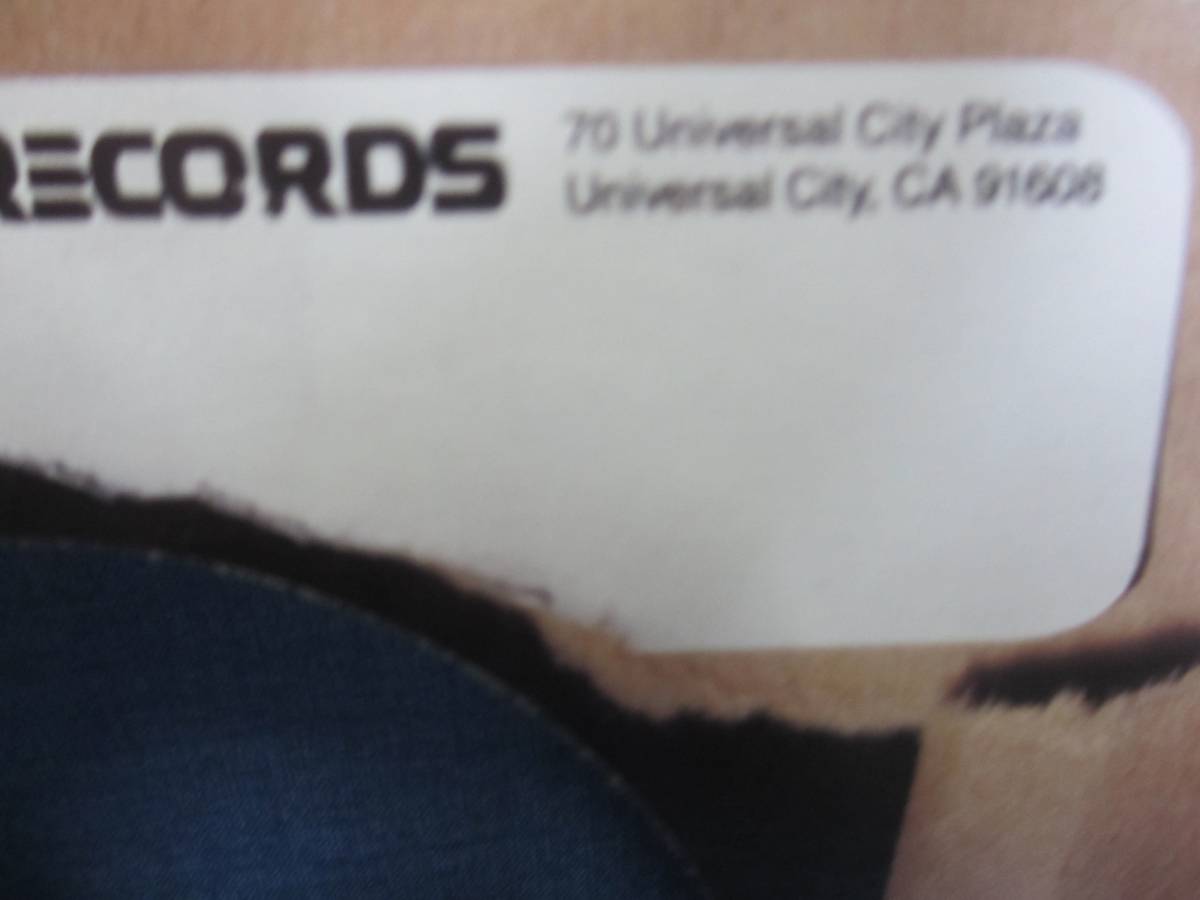 RECORDS
70 Universal City Plaza
Universal City, CA 91608